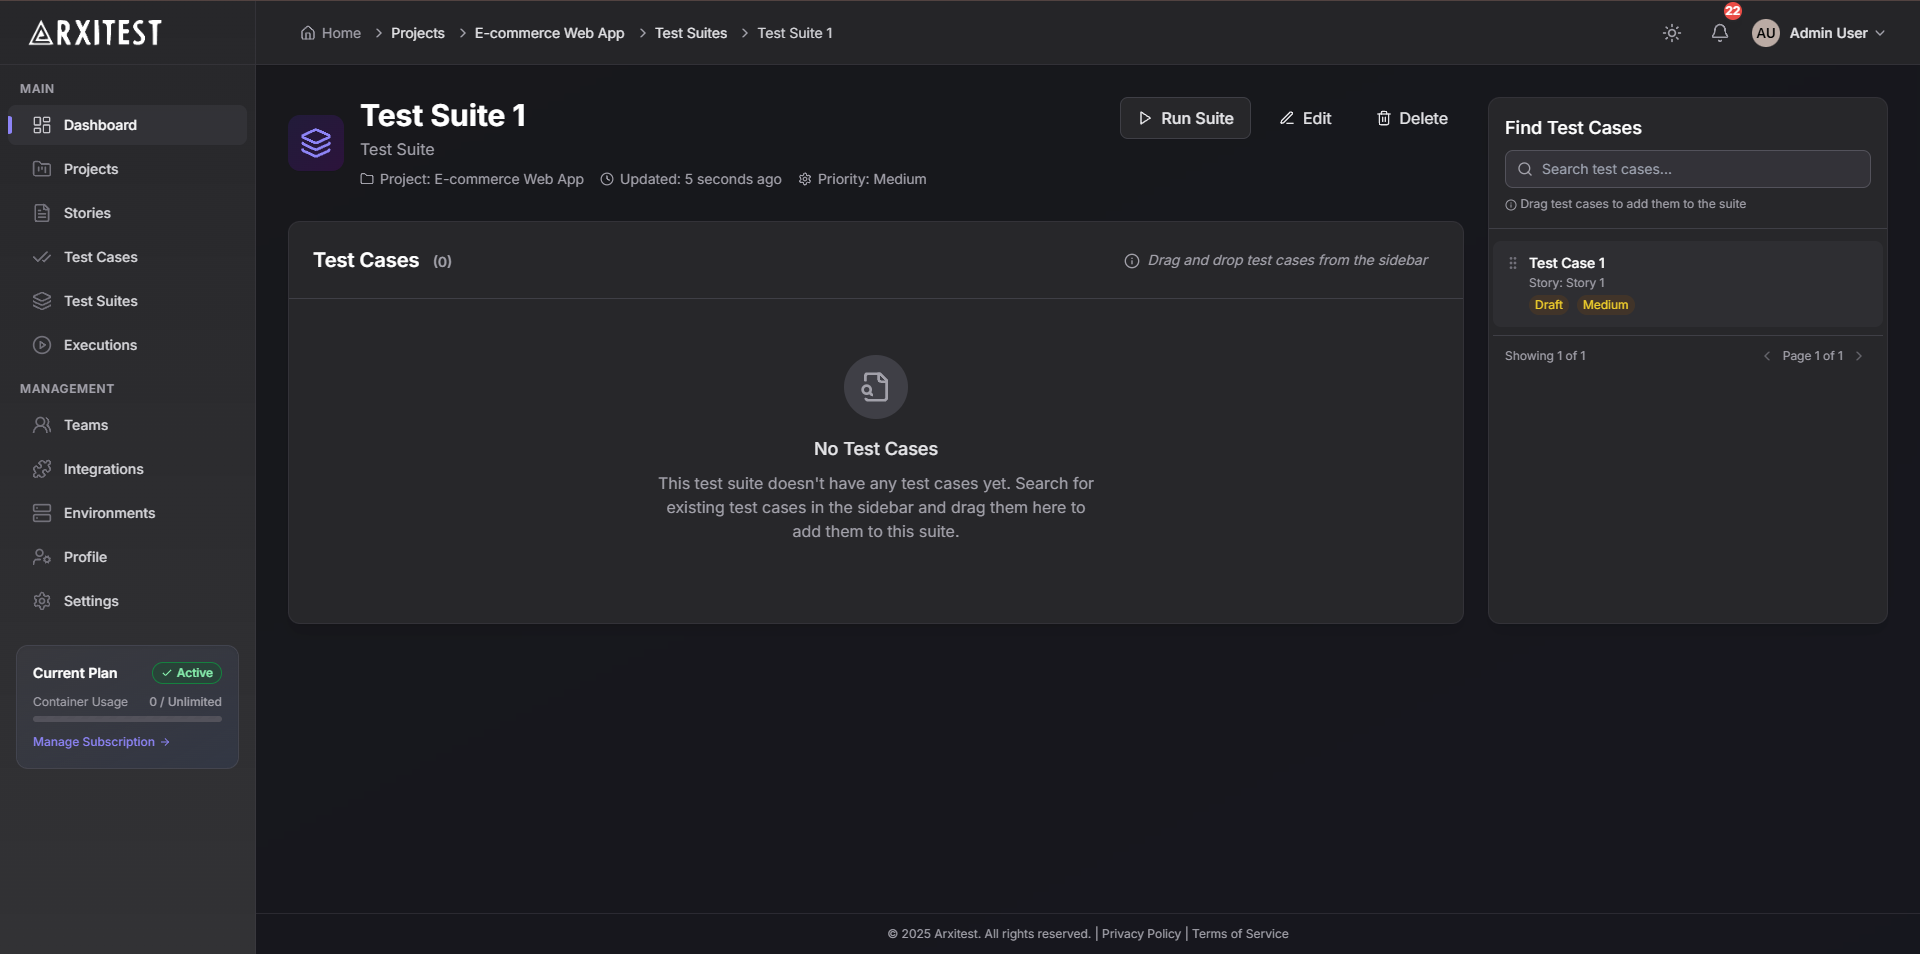 ARXITEST
MAIN
Dashboard
Projects
Stories
Test Cases
Test Suites
Executions
MANAGEMENT
Teams
Integrations
Environments
Profile
Settings
Current Plan
Active
Container Usage 0 / Unlimited
Manage Subscription →
Home > Projects > E-commerce Web App > Test Suites > Test Suite 1
22
AU Admin User
Test Suite 1
Test Suite
Project: E-commerce Web App Updated: 5 seconds ago Priority: Medium
Run Suite Edit Delete
Test Cases (0)
Drag and drop test cases from the sidebar
No Test Cases
This test suite doesn't have any test cases yet. Search for
existing test cases in the sidebar and drag them here to
add them to this suite.
Find Test Cases
Search test cases...
Drag test cases to add them to the suite
Test Case 1
Story: Story 1
Draft Medium
Showing 1 of 1 < Page 1 of 1 >
© 2025 Arxitest. All rights reserved. | Privacy Policy | Terms of Service